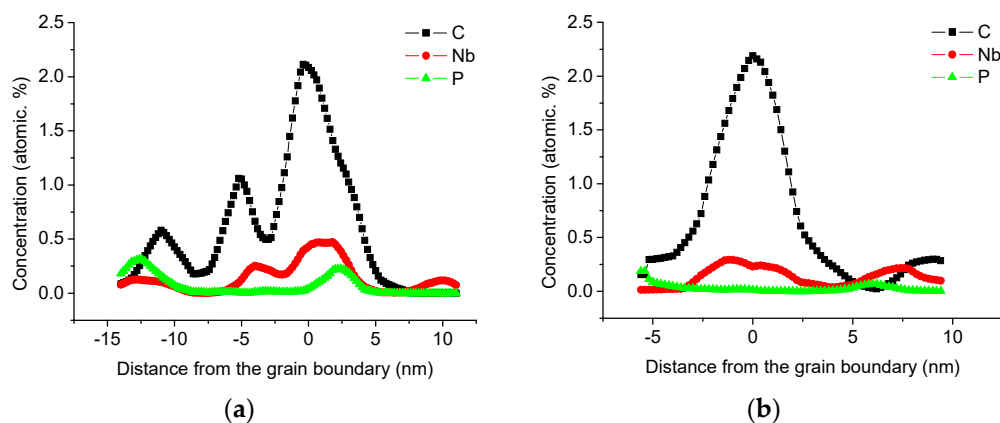 2.5
2.0
1.5
1.0
0.5
0.0
Concentration (atomic. %)
C
Nb
P
-15 -10 -5 0 5 10
Distance from the grain boundary (nm)
(a)
2.5
2.0
1.5
1.0
0.5
0.0
Concentration (atomic. %)
C
Nb
P
-5 0 5 10
Distance from the grain boundary (nm)
(b)